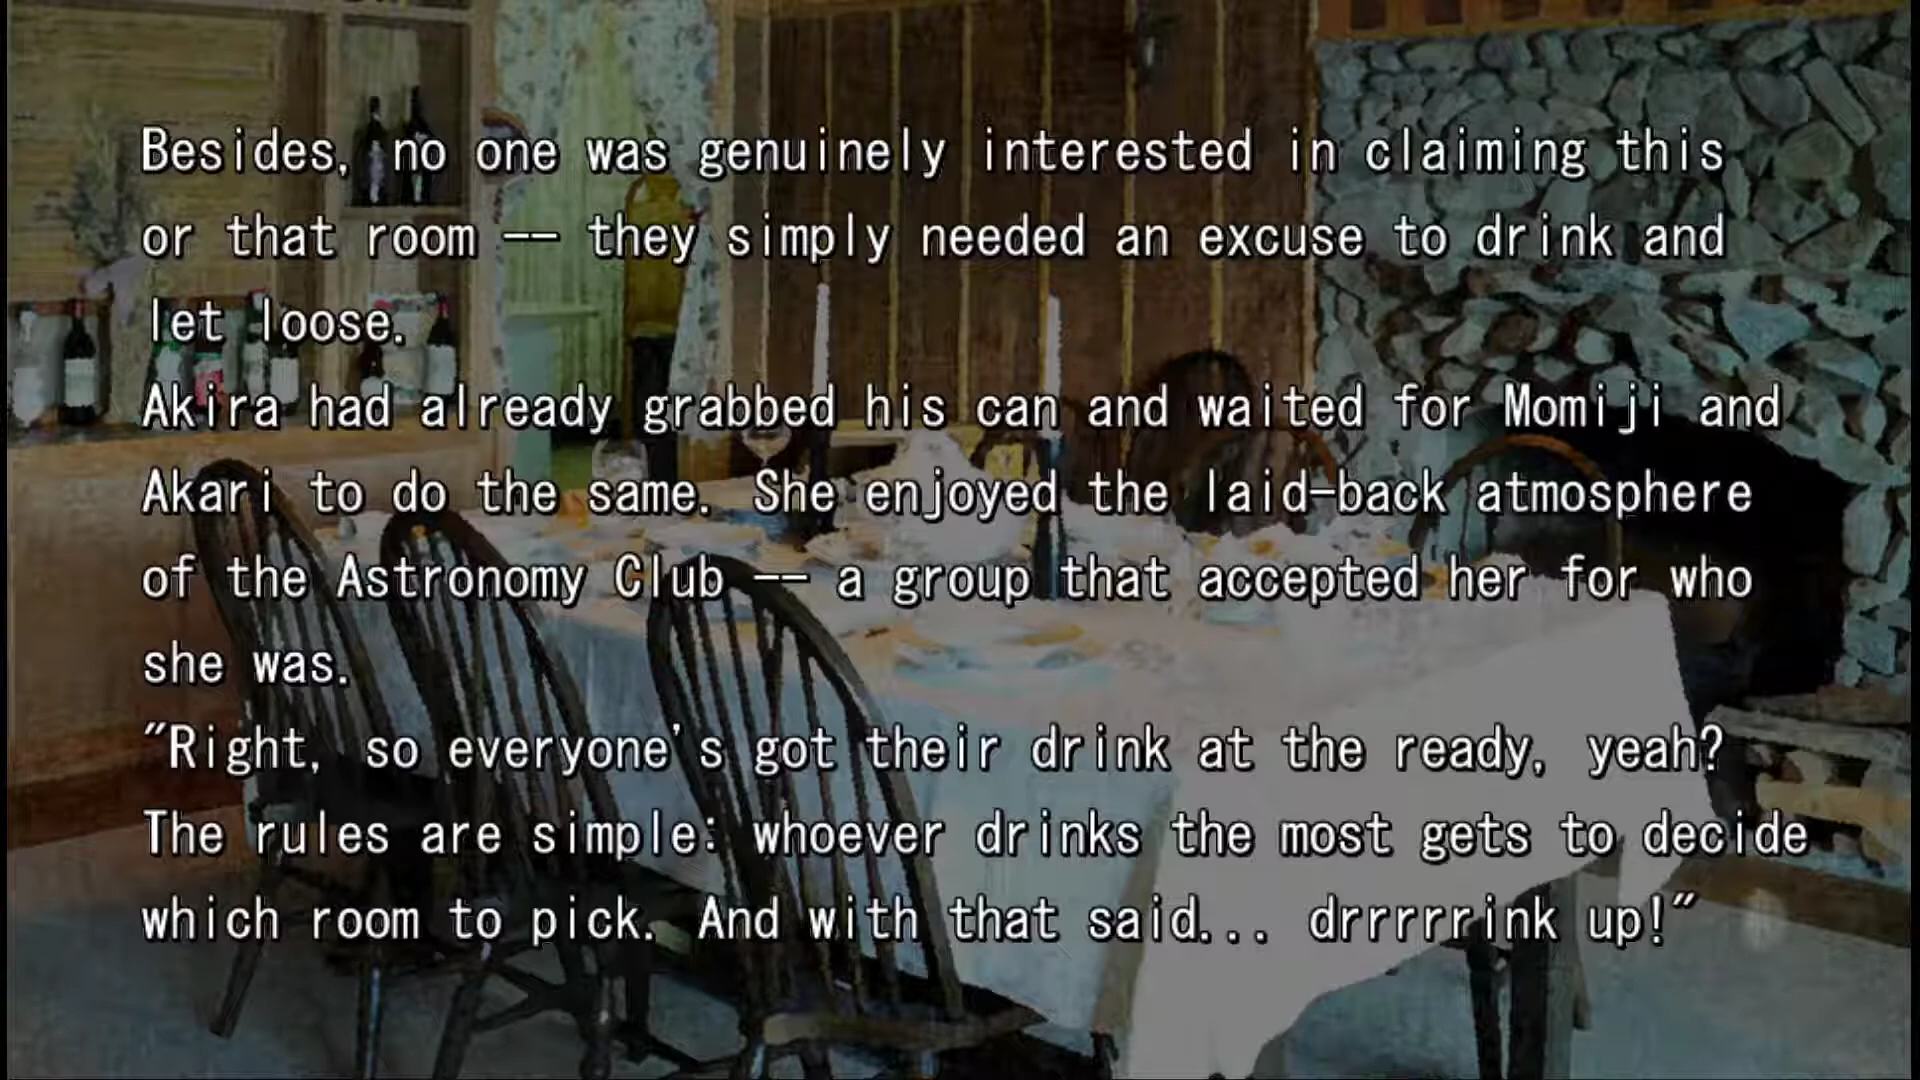 Besides, no one was genuinely interested in claiming this
or that room -- they simply needed an excuse to drink and
let loose.
Akira had already grabbed his can and waited for Momiji and
Akari to do the same. She enjoyed the laid-back atmosphere
of the Astronomy Club -- a group that accepted her for who
she was.
"Right, so everyone's got their drink at the ready, yeah?
The rules are simple: whoever drinks the most gets to decide
which room to pick. And with that said... drrrrrink up!"